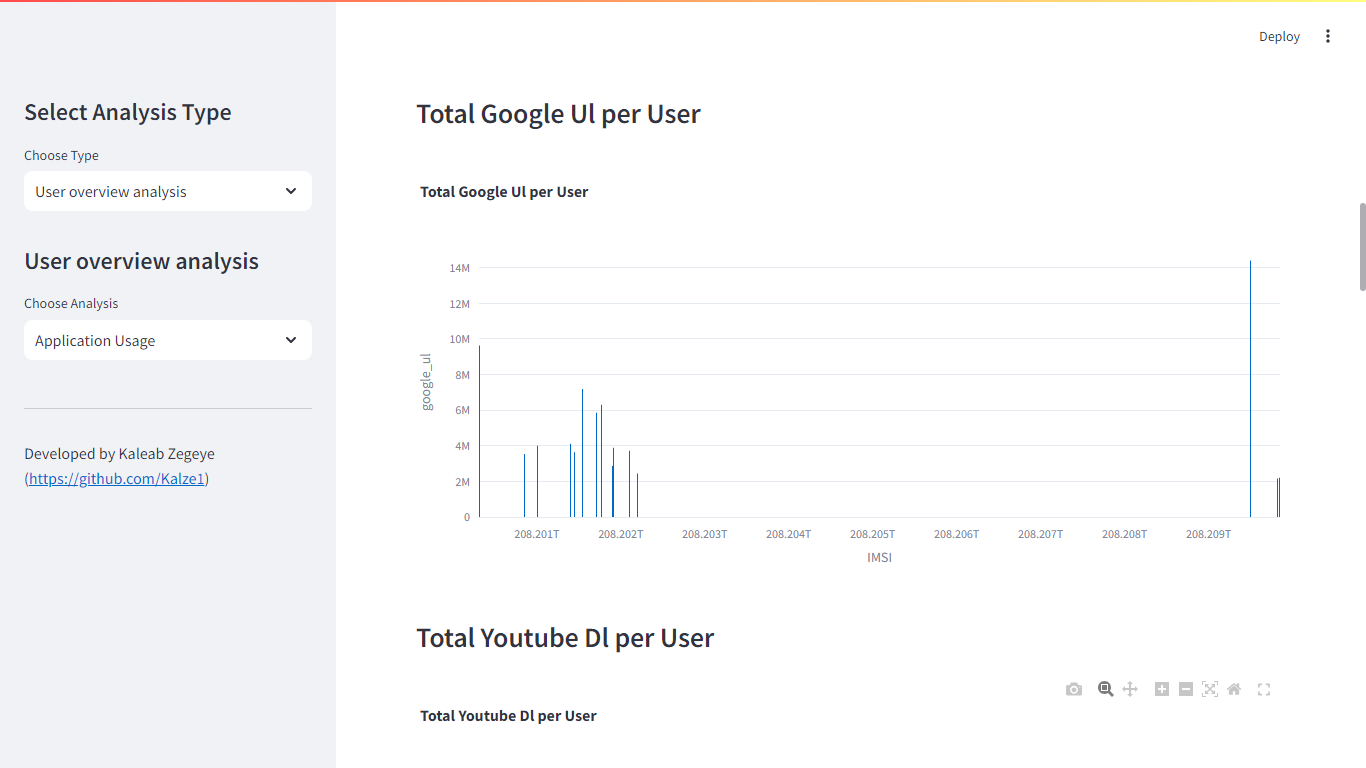 Deploy
Select Analysis Type
Choose Type
User overview analysis
User overview analysis
Choose Analysis
Application Usage
Developed by Kaleab Zegeye
(https://github.com/Kalze1)
Total Google Ul per User
Total Google Ul per User
14M
12M
10M
8M
6M
4M
2M
0
google_ul
208.201T 208.202T 208.203T 208.204T 208.205T 208.206T 208.207T 208.208T 208.209T
IMSI
Total Youtube Dl per User
Total Youtube Dl per User